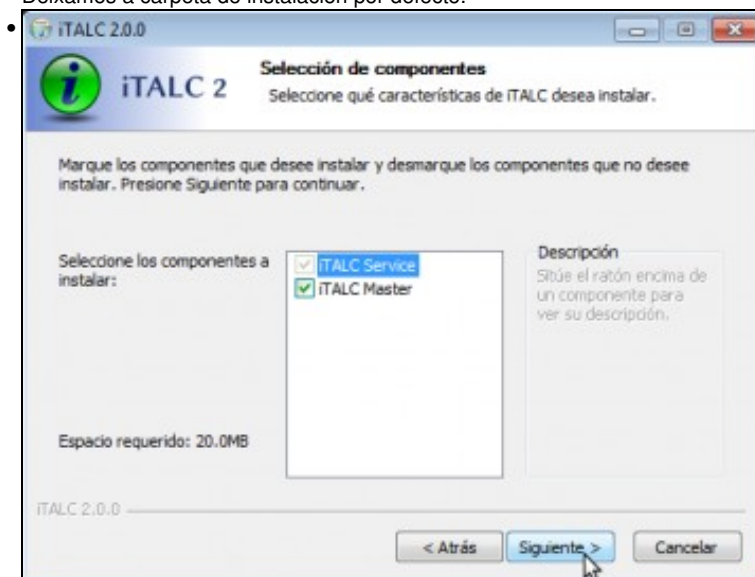 Deixamos a carpeta de instalación por defecto.
iTALC 2.0.0
iTALC 2
Selección de componentes
Seleccione qué características de iTALC desea instalar.
Marque los componentes que desee instalar y desmarque los componentes que no desee
instalar. Presione Siguiente para continuar.
Seleccione los componentes a
instalar:
iTALC Service
iTALC Master
Descripción
Sitúe el ratón encima de
un componente para
ver su descripción.
Espacio requerido: 20.0MB
iTALC 2.0.0
< Atrás
Siguiente >
Cancelar